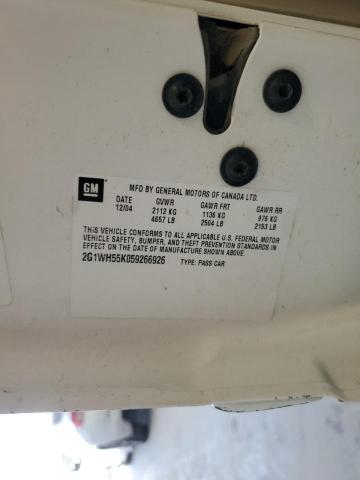 GM
MFD BY GENERAL MOTORS OF CANADA LTD.
DATE GVWR GAWR FRT GAWR RR
12/04 2112 KG 1136 KG 976 KG
4657 LB 2504 LB 2153 LB
THIS VEHICLE CONFORMS TO ALL APPLICABLE U.S. FEDERAL MOTOR
VEHICLE SAFETY, BUMPER, AND THEFT PREVENTION STANDARDS IN
EFFECT ON THE DATE OF MANUFACTURE SHOWN ABOVE.
2G1WH55K059266926 TYPE: PASS CAR